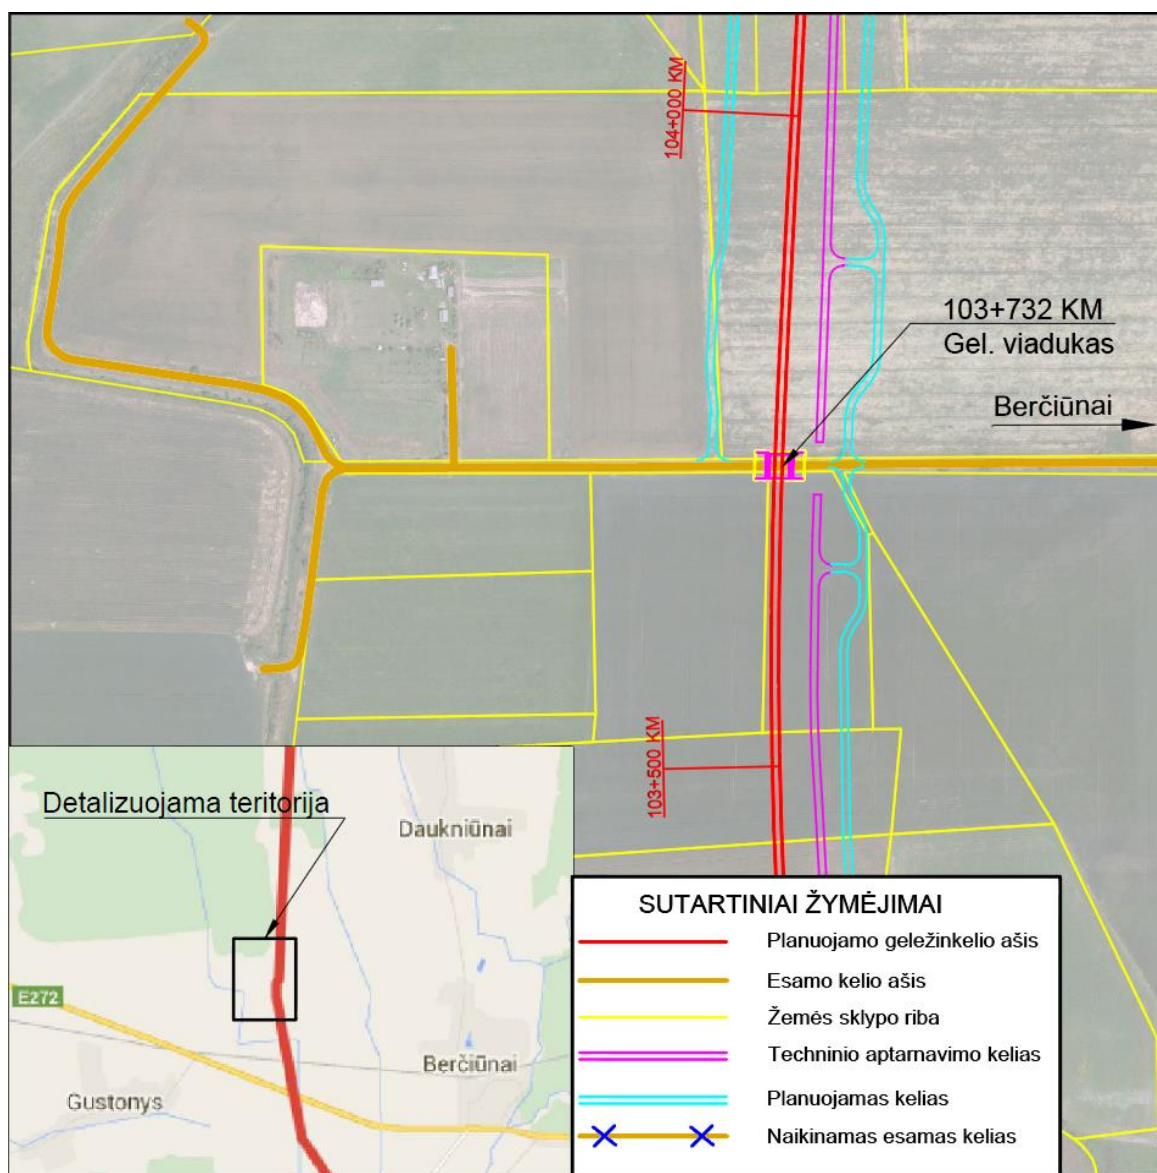 104+000 KM
103+732 KM
Gel. viadukas
Berčiūnai
103+500 KM
Detalizuojama teritorija
Daukniūnai
E272
Berčiūnai
Gustonys
SUTARTINIAI ŽYMĖJIMAI
Planuojamo geležinkelio ašis
Esamo kelio ašis
Žemės sklypo riba
Techninio aptarnavimo kelias
Planuojamas kelias
Naikinamas esamas kelias